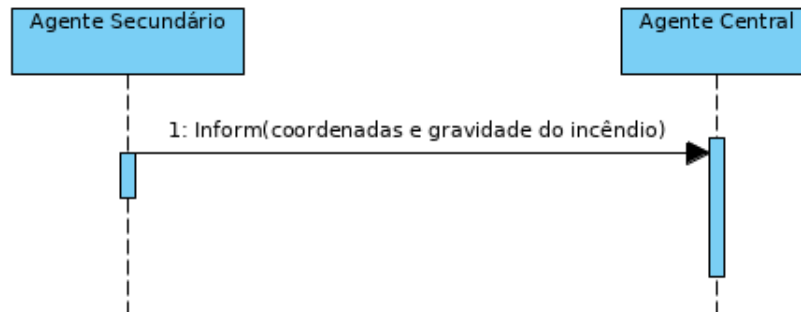 Agente Secundário
Agente Central
1: Inform(coordenadas e gravidade do incêndio)